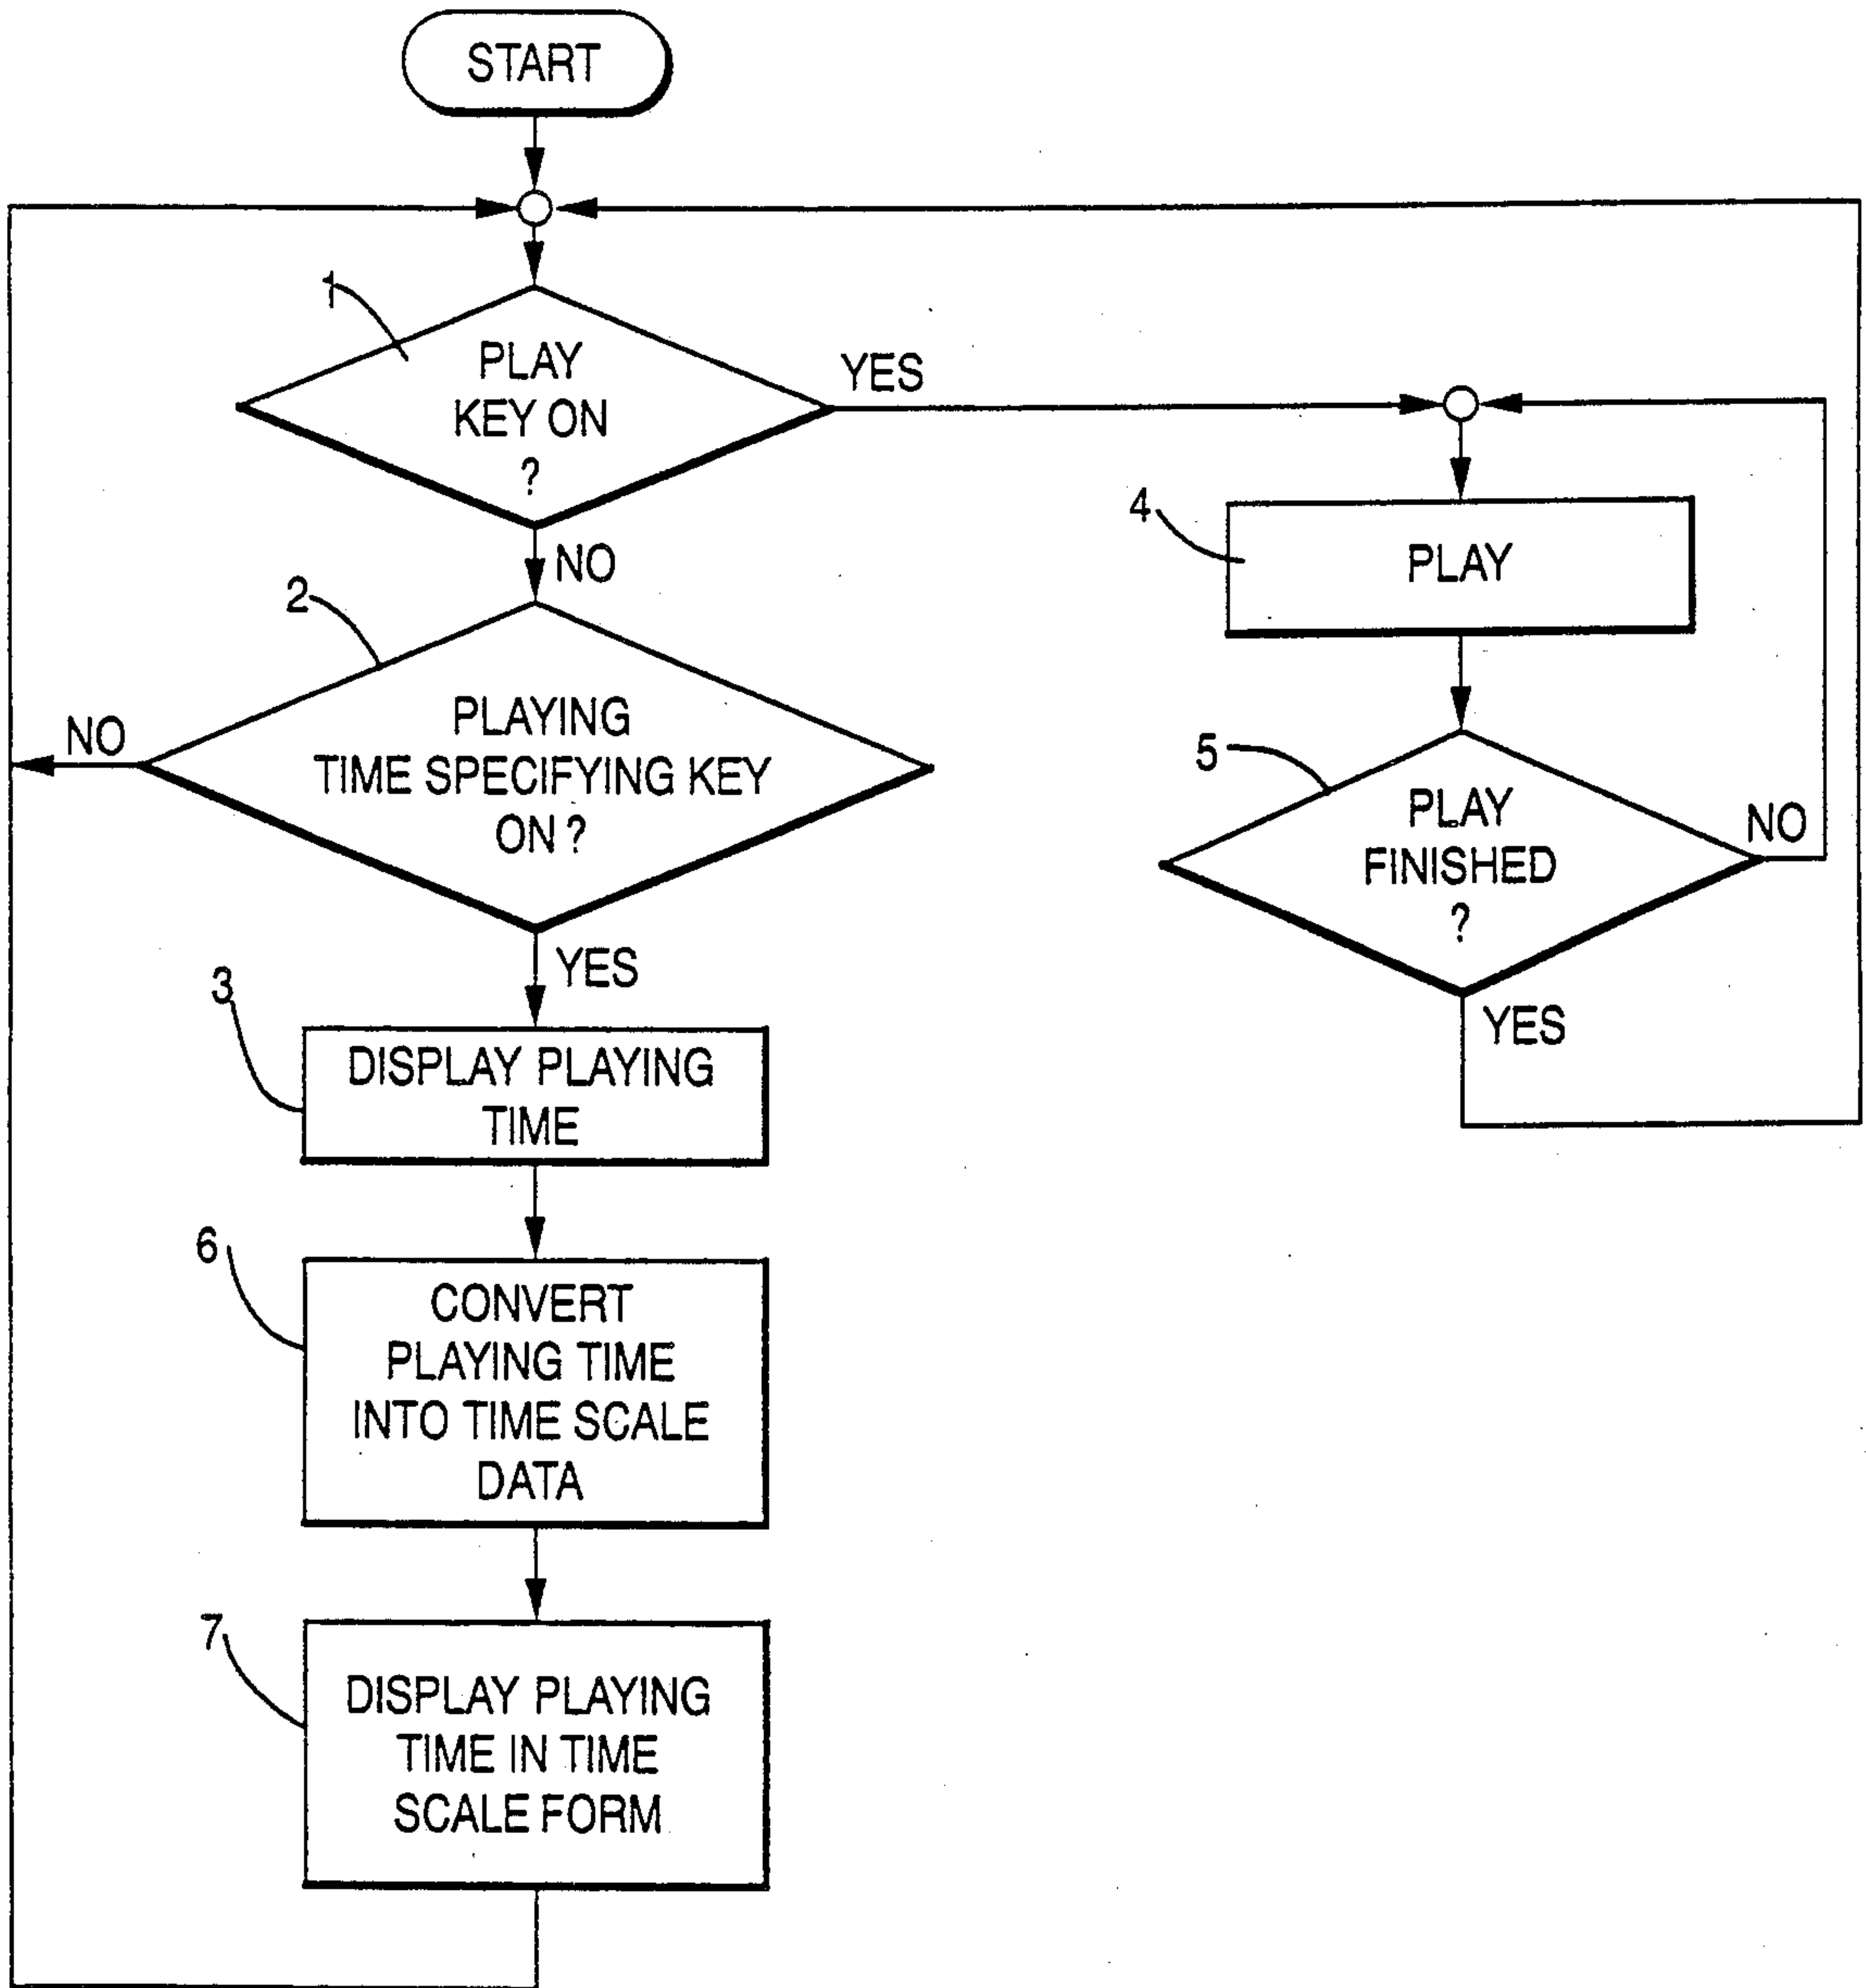 START
1
PLAY
KEY ON
?
YES
NO
2
PLAYING
TIME SPECIFYING KEY
ON ?
NO
YES
3
DISPLAY PLAYING
TIME
6
CONVERT
PLAYING TIME
INTO TIME SCALE
DATA
7
DISPLAY PLAYING
TIME IN TIME
SCALE FORM
4
PLAY
5
PLAY
FINISHED
?
NO
YES